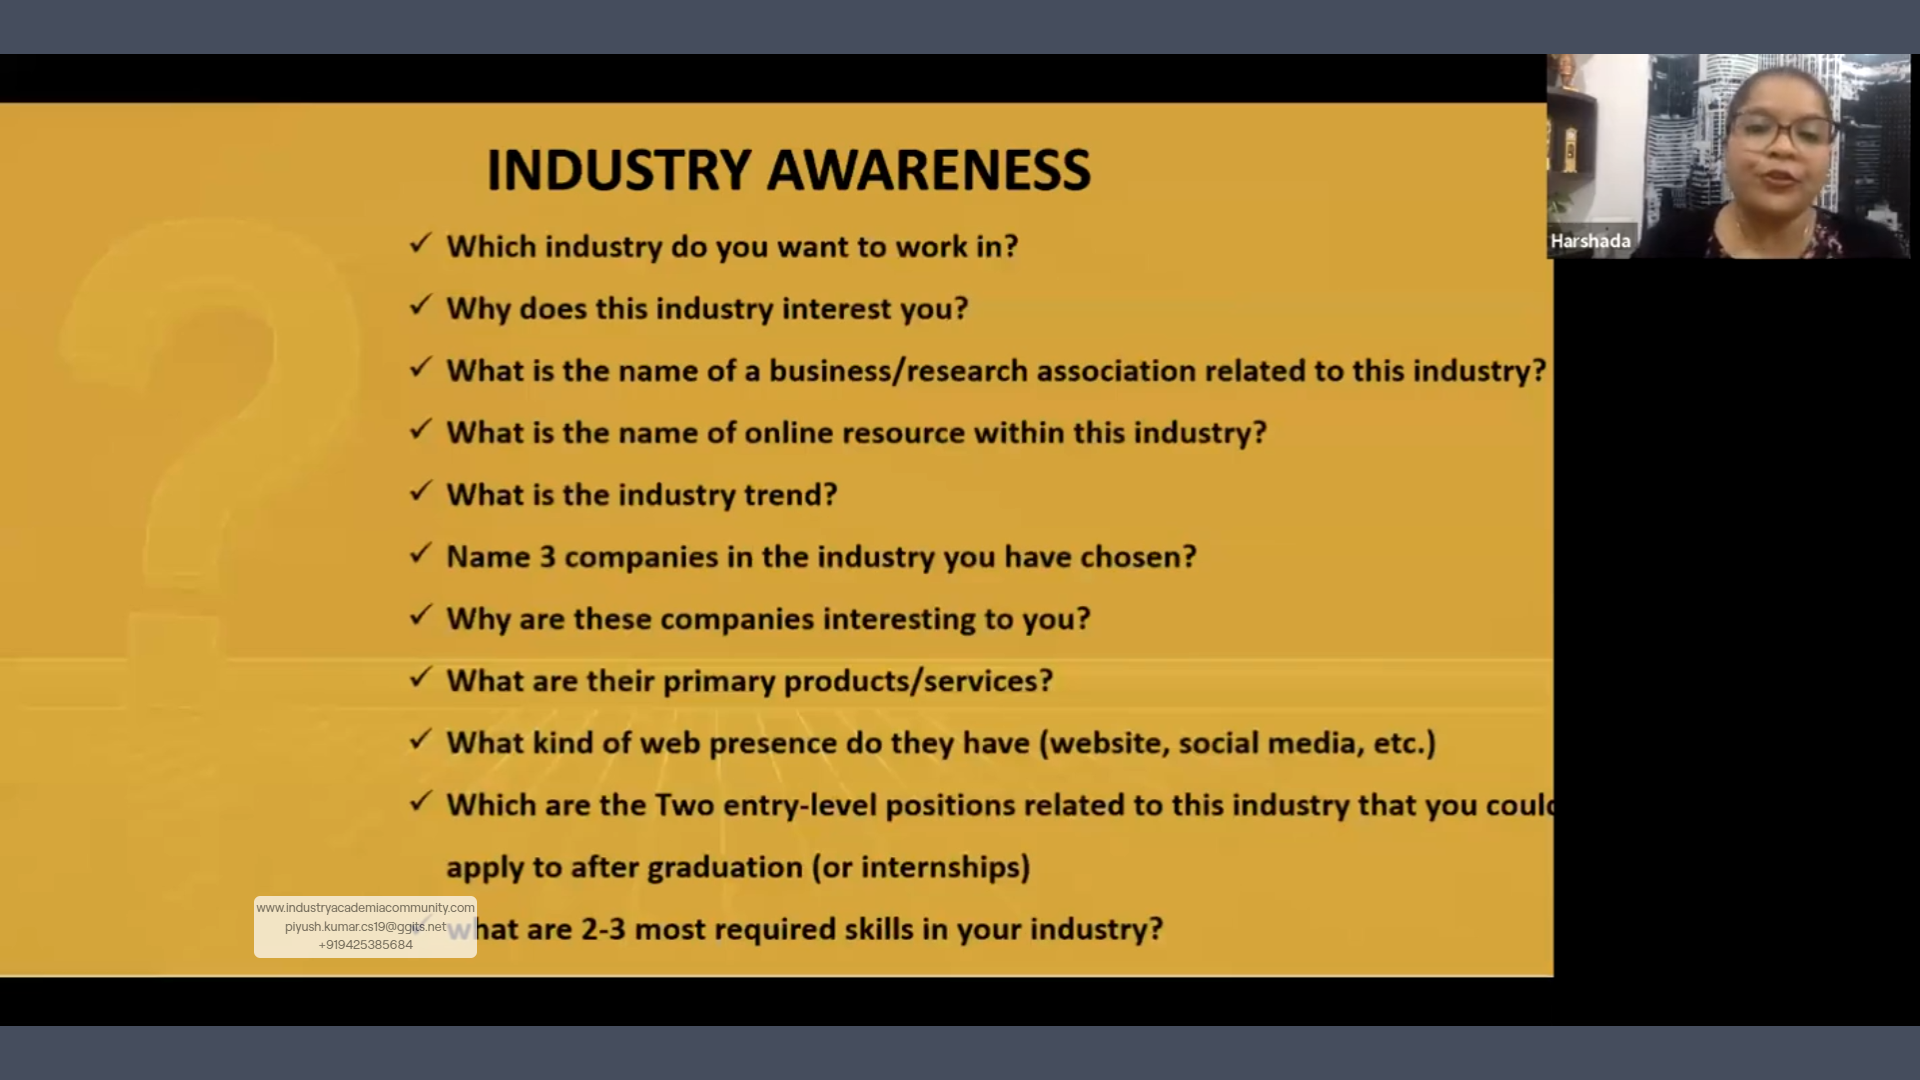 INDUSTRY AWARENESS
✓ Which industry do you want to work in?
✓ Why does this industry interest you?
✓ What is the name of a business/research association related to this industry?
✓ What is the name of online resource within this industry?
✓ What is the industry trend?
✓ Name 3 companies in the industry you have chosen?
✓ Why are these companies interesting to you?
✓ What are their primary products/services?
✓ What kind of web presence do they have (website, social media, etc.)
✓ Which are the Two entry-level positions related to this industry that you could
apply to after graduation (or internships)
✓ what are 2-3 most required skills in your industry?
www.industryacademiacommunity.com
piyush.kumar.cs19@ggits.net
+919425385684
Harshada